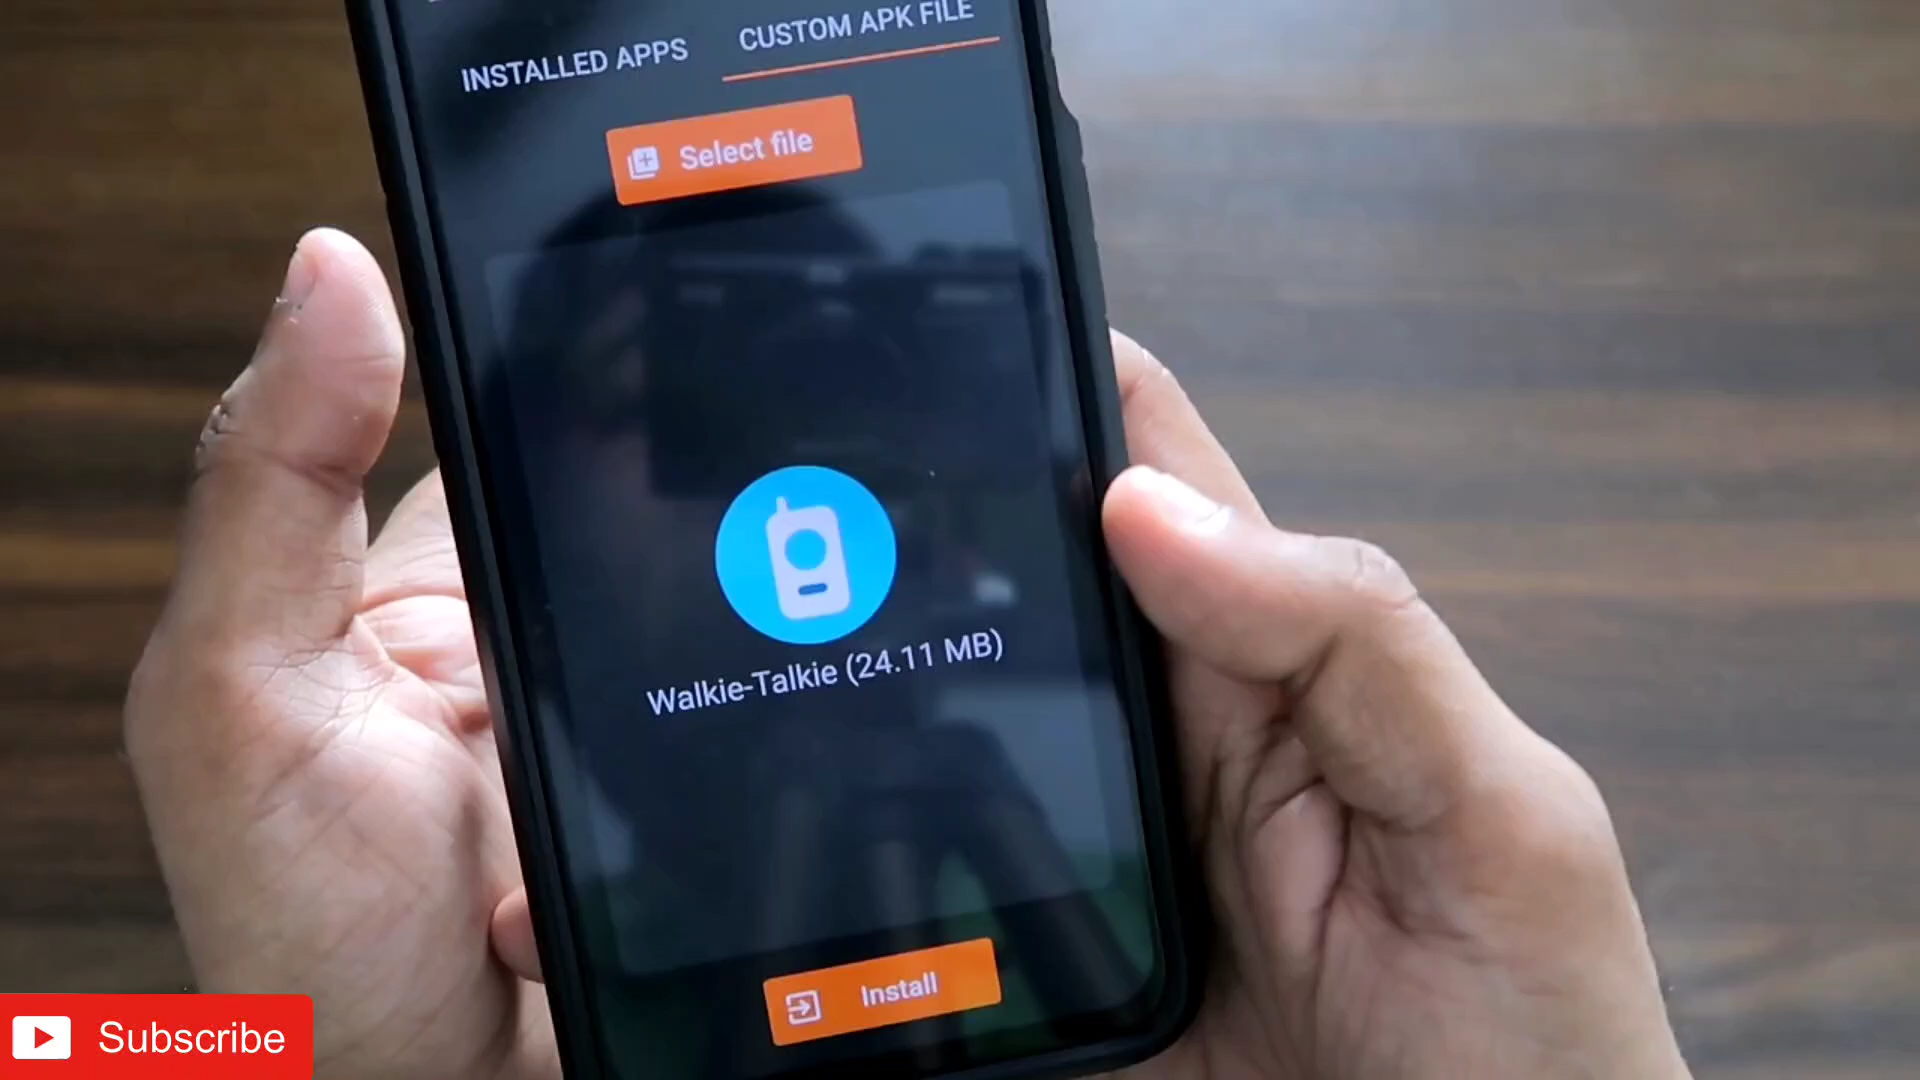 INSTALLED APPS
CUSTOM APK FILE
Select file
Walkie-Talkie (24.11 MB)
Install
Subscribe